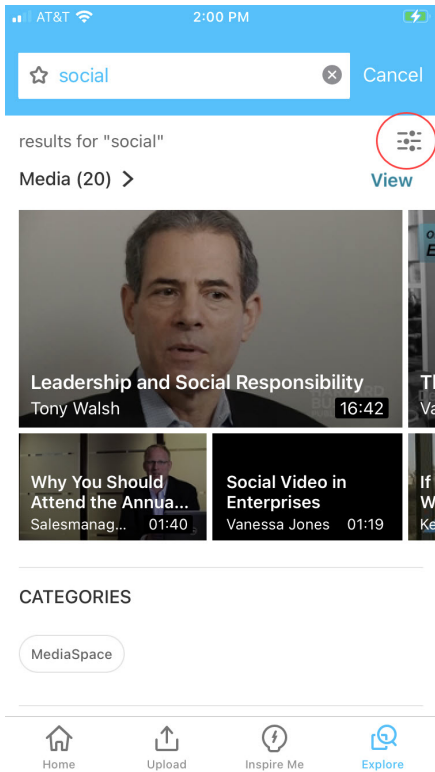 AT&T
2:00 PM
social
Cancel
results for "social"
Media (20)
View
Leadership and Social Responsibility
Tony Walsh
16:42
Why You Should
Attend the Annua...
Salesmanag...
01:40
Social Video in
Enterprises
Vanessa Jones
01:19
If
CATEGORIES
MediaSpace
Home
Upload
Inspire Me
Explore